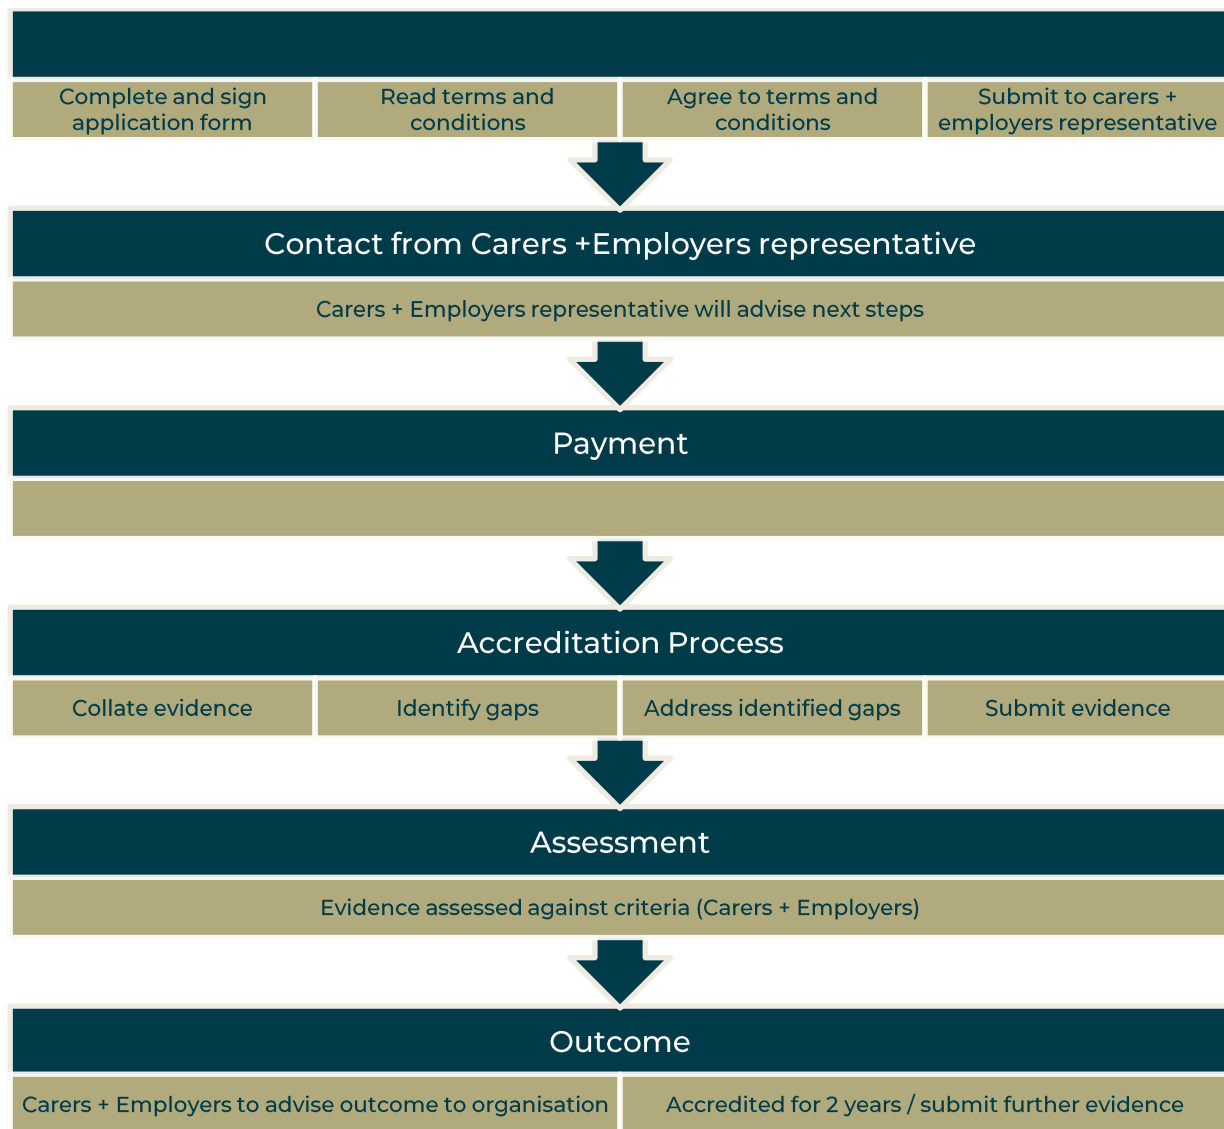 Complete and sign
application form
Read terms and
conditions
Agree to terms and
conditions
Submit to carers +
employers representative
Contact from Carers +Employers representative
Carers + Employers representative will advise next steps
Payment
Accreditation Process
Collate evidence
Identify gaps
Address identified gaps
Submit evidence
Assessment
Evidence assessed against criteria (Carers + Employers)
Outcome
Carers + Employers to advise outcome to organisation
Accredited for 2 years / submit further evidence